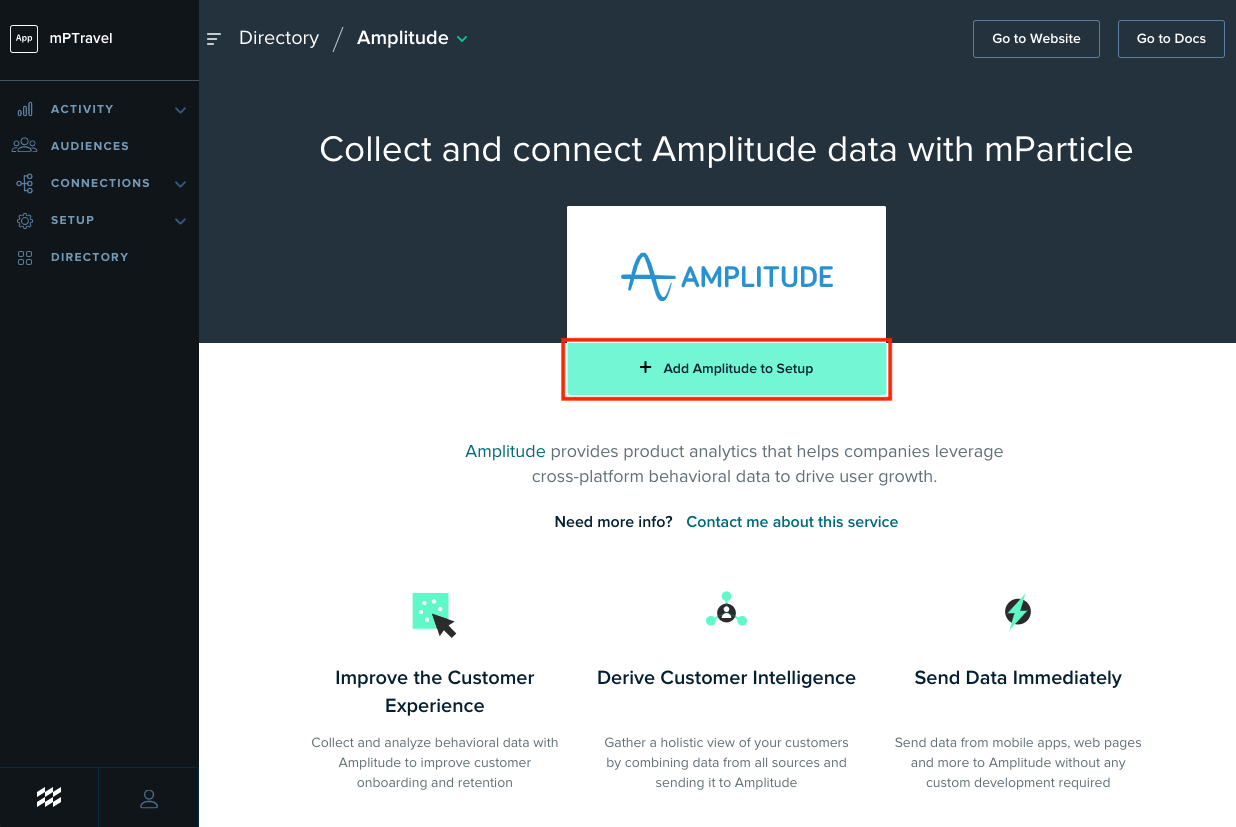 App
mPTravel
ACTIVITY
AUDIENCES
CONNECTIONS
SETUP
DIRECTORY
Directory / Amplitude
Go to Website
Go to Docs
Collect and connect Amplitude data with mParticle
AMPLITUDE
+ Add Amplitude to Setup
Amplitude provides product analytics that helps companies leverage
cross-platform behavioral data to drive user growth.
Need more info? Contact me about this service
Improve the Customer
Experience
Collect and analyze behavioral data with
Amplitude to improve customer
onboarding and retention
Derive Customer Intelligence
Gather a holistic view of your customers
by combining data from all sources and
sending it to Amplitude
Send Data Immediately
Send data from mobile apps, web pages
and more to Amplitude without any
custom development required